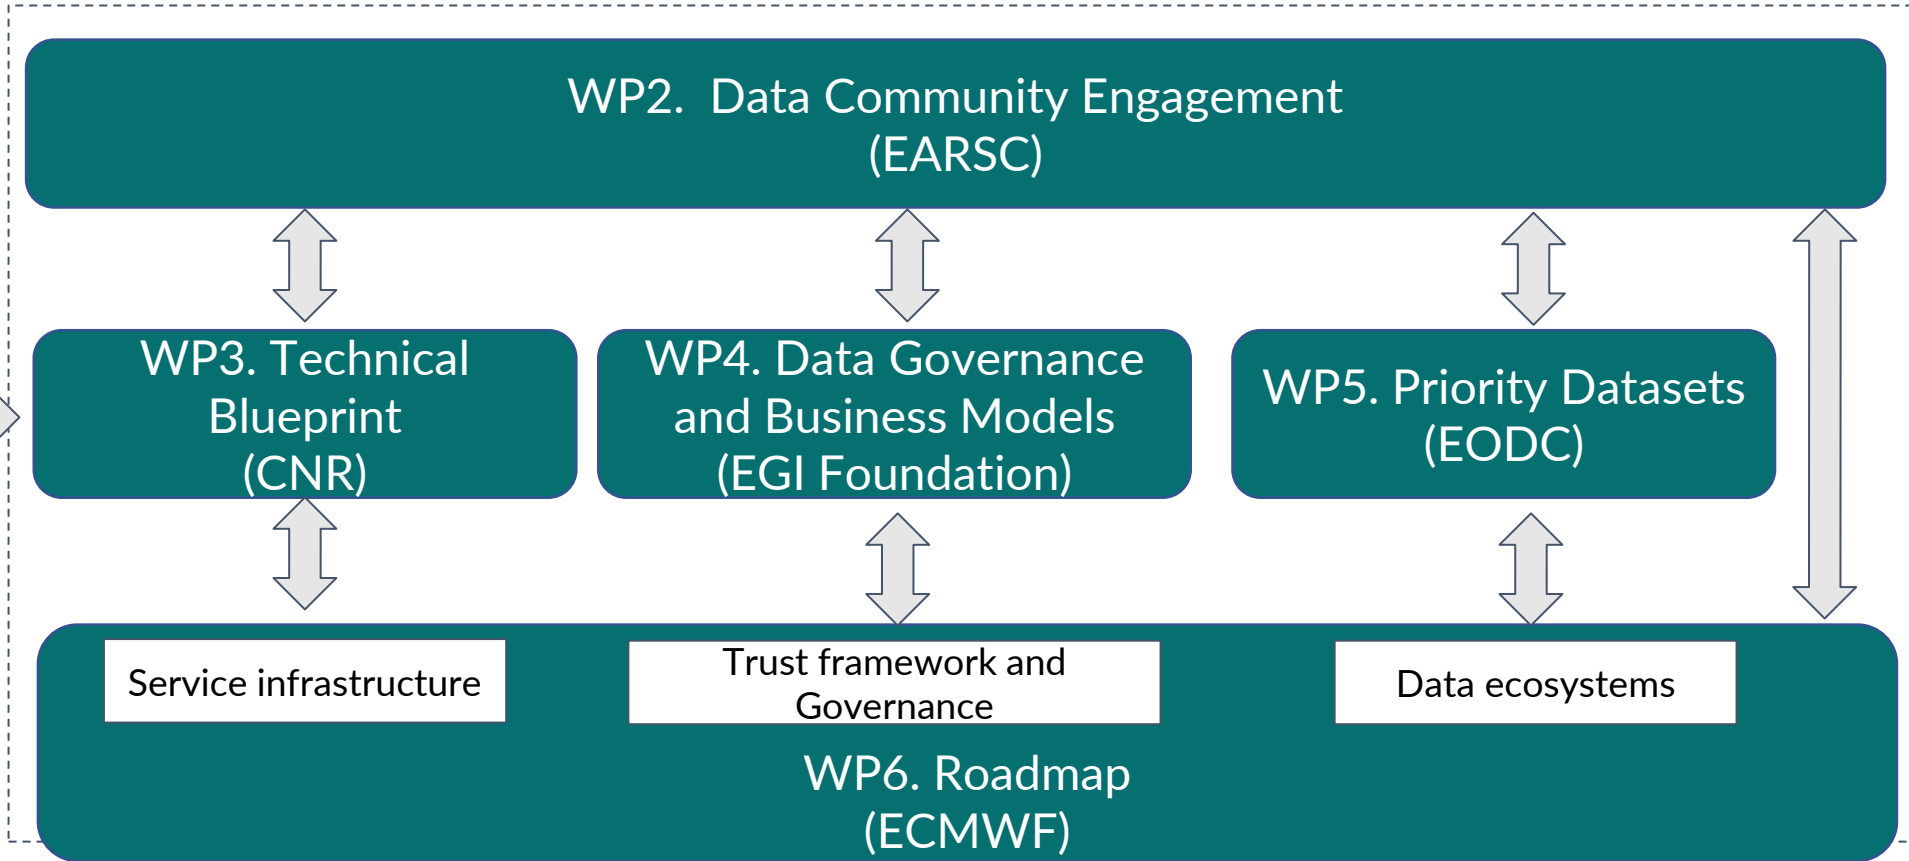 WP2. Data Community Engagement
(EARSC)
WP3. Technical
Blueprint
(CNR)
WP4. Data Governance
and Business Models
(EGI Foundation)
WP5. Priority Datasets
(EODC)
Service infrastructure
Trust framework and
Governance
Data ecosystems
WP6. Roadmap
(ECMWF)